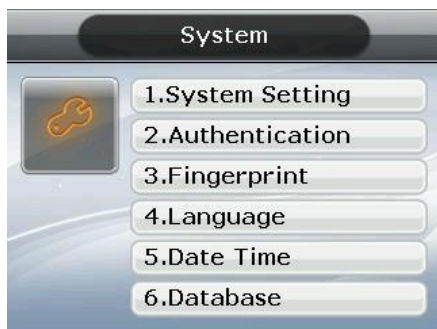 System
1.System Setting
2.Authentication
3.Fingerprint
4.Language
5.Date Time
6.Database